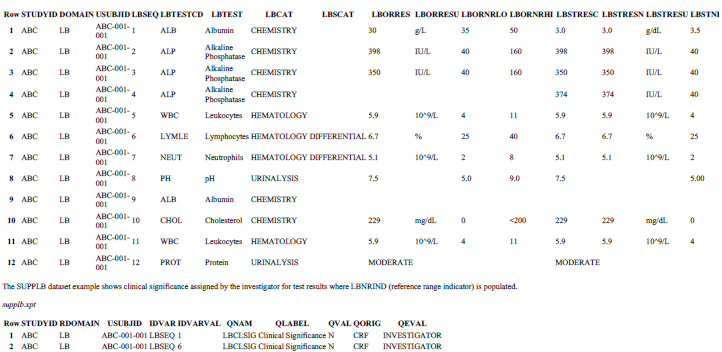 Row STUDYID DOMAIN USUBJID LBSEQ LBTESTCD LBTEST LBCAT LBSCAT LBORRES LBORRESU LBORNRLO LBORNRHI LBSTRESC LBSTRESN LBSTRESU
1 ABC LB ABC-001-001 1 ALB Albumin CHEMISTRY 30 g/L 35 50 3.0 3.0 g/dL 3.5
2 ABC LB ABC-001-001 2 ALP Alkaline Phosphatase CHEMISTRY 398 IU/L 40 160 398 398 IU/L 40
3 ABC LB ABC-001-001 3 ALP Alkaline Phosphatase CHEMISTRY 350 IU/L 40 160 350 350 IU/L 40
4 ABC LB ABC-001-001 4 ALP Alkaline Phosphatase CHEMISTRY 374 374 IU/L 40
5 ABC LB ABC-001-001 5 WBC Leukocytes HEMATOLOGY 5.9 10^9/L 4 11 5.9 5.9 10^9/L 4
6 ABC LB ABC-001-001 6 LYMLE Lymphocytes HEMATOLOGY DIFFERENTIAL 6.7 % 25 40 6.7 6.7 % 25
7 ABC LB ABC-001-001 7 NEUT Neutrophils HEMATOLOGY DIFFERENTIAL 5.1 10^9/L 2 8 5.1 5.1 10^9/L 2
8 ABC LB ABC-001-001 8 PH pH URINALYSIS 7.5 5.0 9.0 7.5 5.00
9 ABC LB ABC-001-001 9 ALB Albumin CHEMISTRY
10 ABC LB ABC-001-001 10 CHOL Cholesterol CHEMISTRY 229 mg/dL 0 <200 229 229 mg/dL 0
11 ABC LB ABC-001-001 11 WBC Leukocytes HEMATOLOGY 5.9 10^9/L 4 11 5.9 5.9 10^9/L 4
12 ABC LB ABC-001-001 12 PROT Protein URINALYSIS MODERATE MODERATE
The SUPPLB dataset example shows clinical significance assigned by the investigator for test results where LBNRIND (reference range indicator) is populated.
supplb.xpt
Row STUDYID RDOMAIN USUBJID IDVAR IDVARVAL QNAM QLABEL QVAL QORIG QEVAL
1 ABC LB ABC-001-001 LBSEQ 1 LBCLSIG Clinical Significance N CRF INVESTIGATOR
2 ABC LB ABC-001-001 LBSEQ 6 LBCLSIG Clinical Significance N CRF INVESTIGATOR